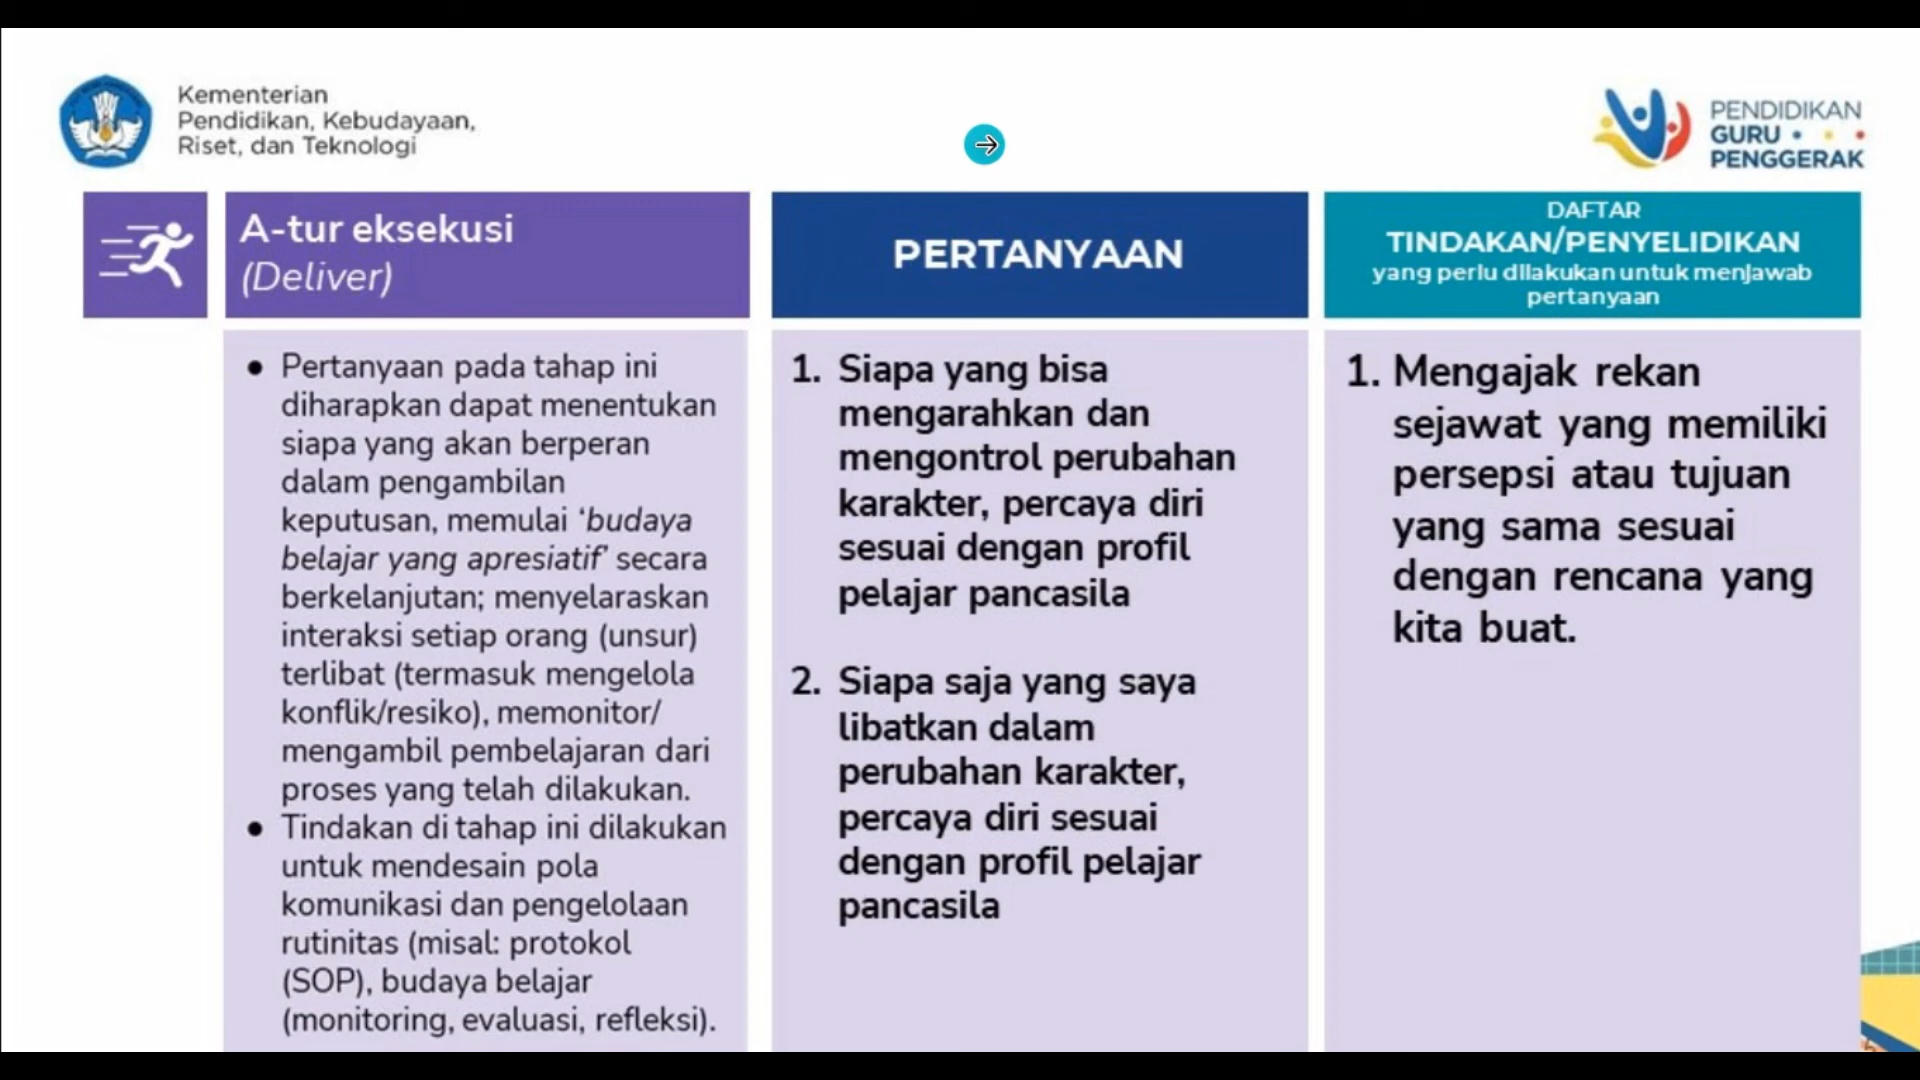 Kementerian
Pendidikan, Kebudayaan,
Riset, dan Teknologi
PENDIDIKAN
GURU
PENGGERAK
A-tur eksekusi
(Deliver)
PERTANYAAN
DAFTAR
TINDAKAN/PENYELIDIKAN
yang perlu dilakukan untuk menjawab
pertanyaan
● Pertanyaan pada tahap ini
diharapkan dapat menentukan
siapa yang akan berperan
dalam pengambilan
keputusan, memulai ‘budaya
belajar yang apresiatif’ secara
berkelanjutan; menyelaraskan
interaksi setiap orang (unsur)
terlibat (termasuk mengelola
konflik/resiko), memonitor/
mengambil pembelajaran dari
proses yang telah dilakukan.
● Tindakan di tahap ini dilakukan
untuk mendesain pola
komunikasi dan pengelolaan
rutinitas (misal: protokol
(SOP), budaya belajar
(monitoring, evaluasi, refleksi).
1. Siapa yang bisa
mengarahkan dan
mengontrol perubahan
karakter, percaya diri
sesuai dengan profil
pelajar pancasila
2. Siapa saja yang saya
libatkan dalam
perubahan karakter,
percaya diri sesuai
dengan profil pelajar
pancasila
1. Mengajak rekan
sejawat yang memiliki
persepsi atau tujuan
yang sama sesuai
dengan rencana yang
kita buat.